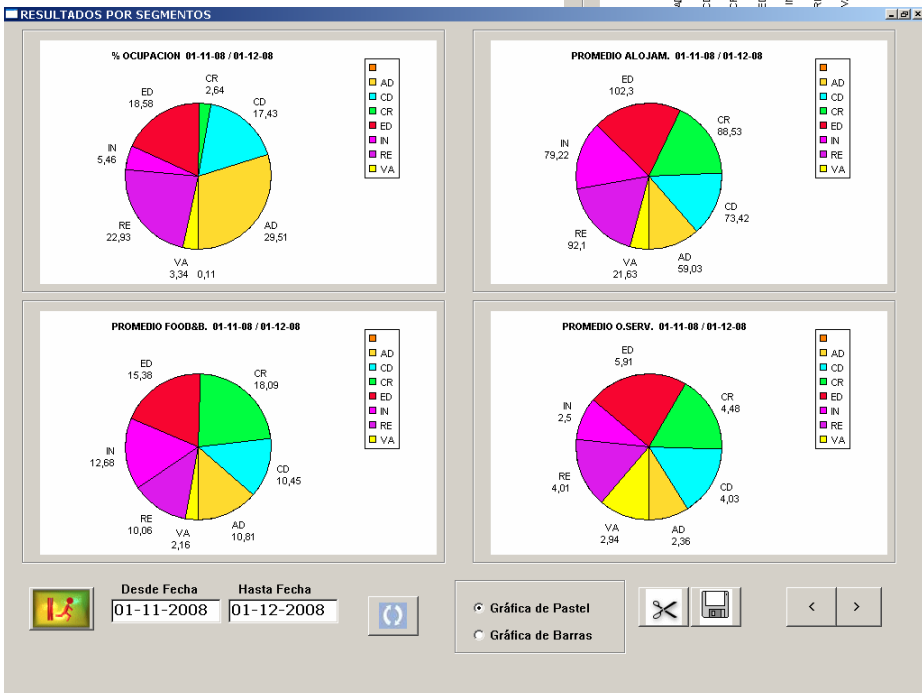 RESULTADOS POR SEGMENTOS
% OCUPACION 01-11-08 / 01-12-08
CR
2,64
ED
18,58
CD
17,43
IN
5,46
RE
22,93
AD
29,51
VA
3,34 0,11
AD
CD
CR
ED
IN
RE
VA
PROMEDIO ALOJAM. 01-11-08 / 01-12-08
ED
102,3
CR
88,53
IN
79,22
CD
73,42
RE
92,1
AD
59,03
VA
21,63
AD
CD
CR
ED
IN
RE
VA
PROMEDIO FOOD&B. 01-11-08 / 01-12-08
ED
15,38
CR
18,09
IN
12,68
CD
10,45
RE
10,06
AD
10,81
VA
2,16
AD
CD
CR
ED
IN
RE
VA
PROMEDIO O.SERV. 01-11-08 / 01-12-08
ED
5,91
IN
2,5
CR
4,48
RE
4,01
CD
4,03
VA
2,94
AD
2,36
AD
CD
CR
ED
IN
RE
VA
Desde Fecha Hasta Fecha
01-11-2008 01-12-2008
Gráfica de Pastel
Gráfica de Barras
< >